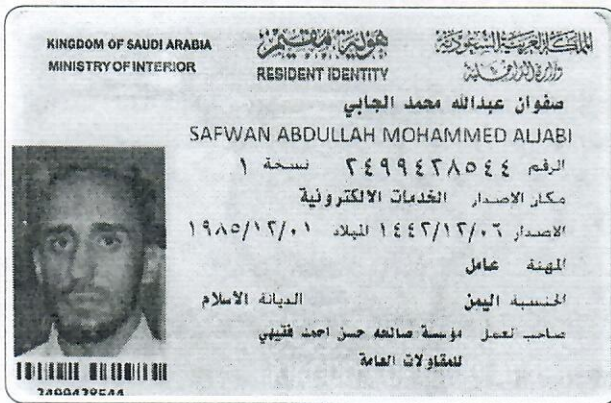 KINGDOM OF SAUDI ARABIA
MINISTRY OF INTERIOR
هوية مقيم
RESIDENT IDENTITY
المملكة العربية السعودية
وزارة الداخلية
صفوان عبدالله محمد الجابي
SAFWAN ABDULLAH MOHAMMED ALJABI
الرقم ٢٤٩٩٤٢٨٥٤٤ نسخة ١
مكان الاصدار الخدمات الالكترونية
الاصدار ١٤٤٢/١٢/٠٦ الميلاد ١٩٨٥/١٢/٠١
المهنة عامل
الجنسية اليمن الديانة الاسلام
صاحب العمل مؤسسة صالحه حسن احمد فقيهي
للمقاولات العامة
2499428544